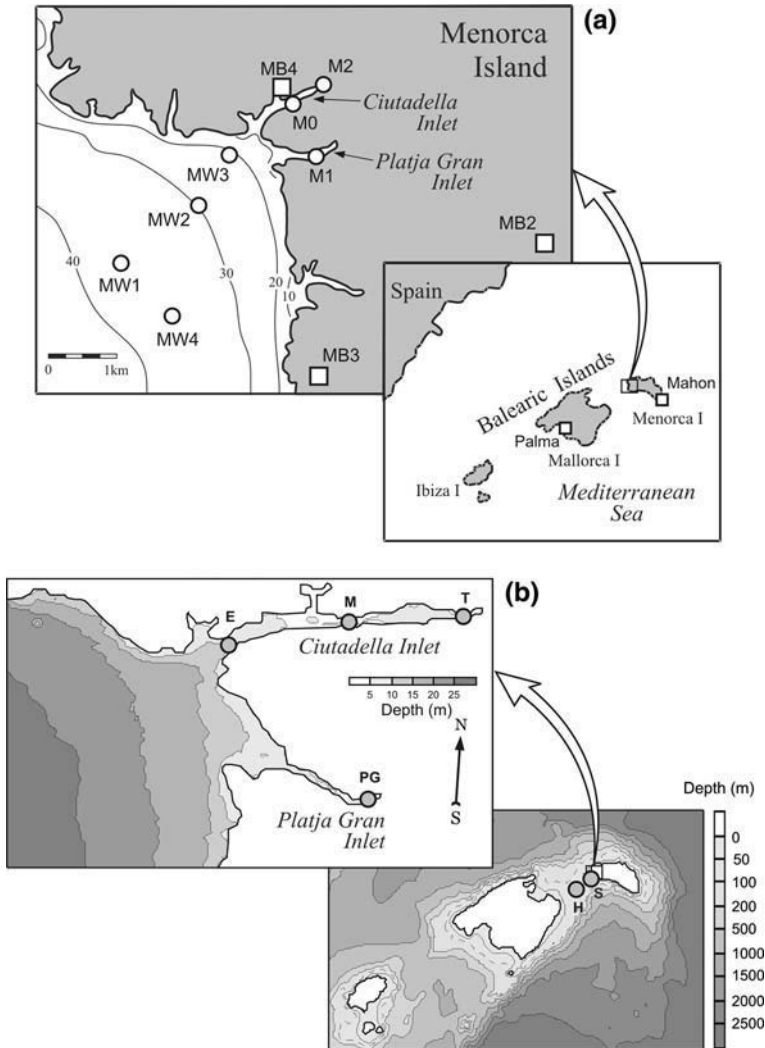 (a)
Menorca
Island
M2
MB4
M0
Ciutadella
Inlet
Platja Gran
Inlet
M1
MW3
MW2
MB2
MW1
MW4
40
30
20
10
MB3
0
1km
Spain
Balearic Islands
Mahon
Menorca I
Palma
Mallorca I
Ibiza I
Mediterranean
Sea
(b)
E
M
T
Ciutadella Inlet
5 10 15 20 25
Depth (m)
N
S
PG
Platja Gran
Inlet
Depth (m)
0
50
100
200
500
1000
1500
2000
2500
H
S